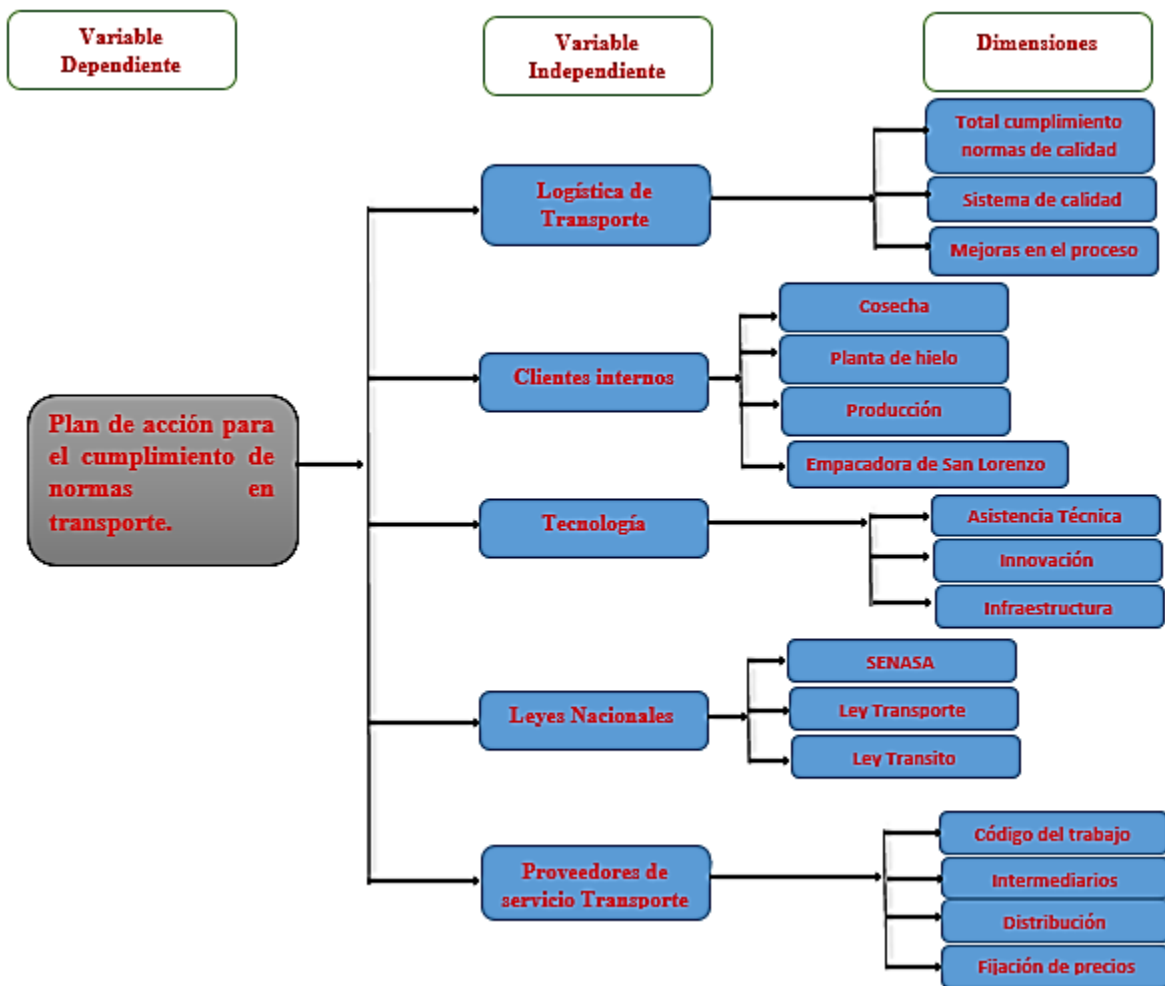 Variable
Dependiente
Variable
Independiente
Dimensiones
Plan de acción para
el cumplimiento de
normas en
transporte.
Logística de
Transporte
Total cumplimiento
normas de calidad
Sistema de calidad
Mejoras en el proceso
Clientes internos
Cosecha
Planta de hielo
Producción
Empacadora de San Lorenzo
Tecnología
Asistencia Técnica
Innovación
Infraestructura
Leyes Nacionales
SENASA
Ley Transporte
Ley Transito
Proveedores de
servicio Transporte
Código del trabajo
Intermediarios
Distribución
Fijación de precios